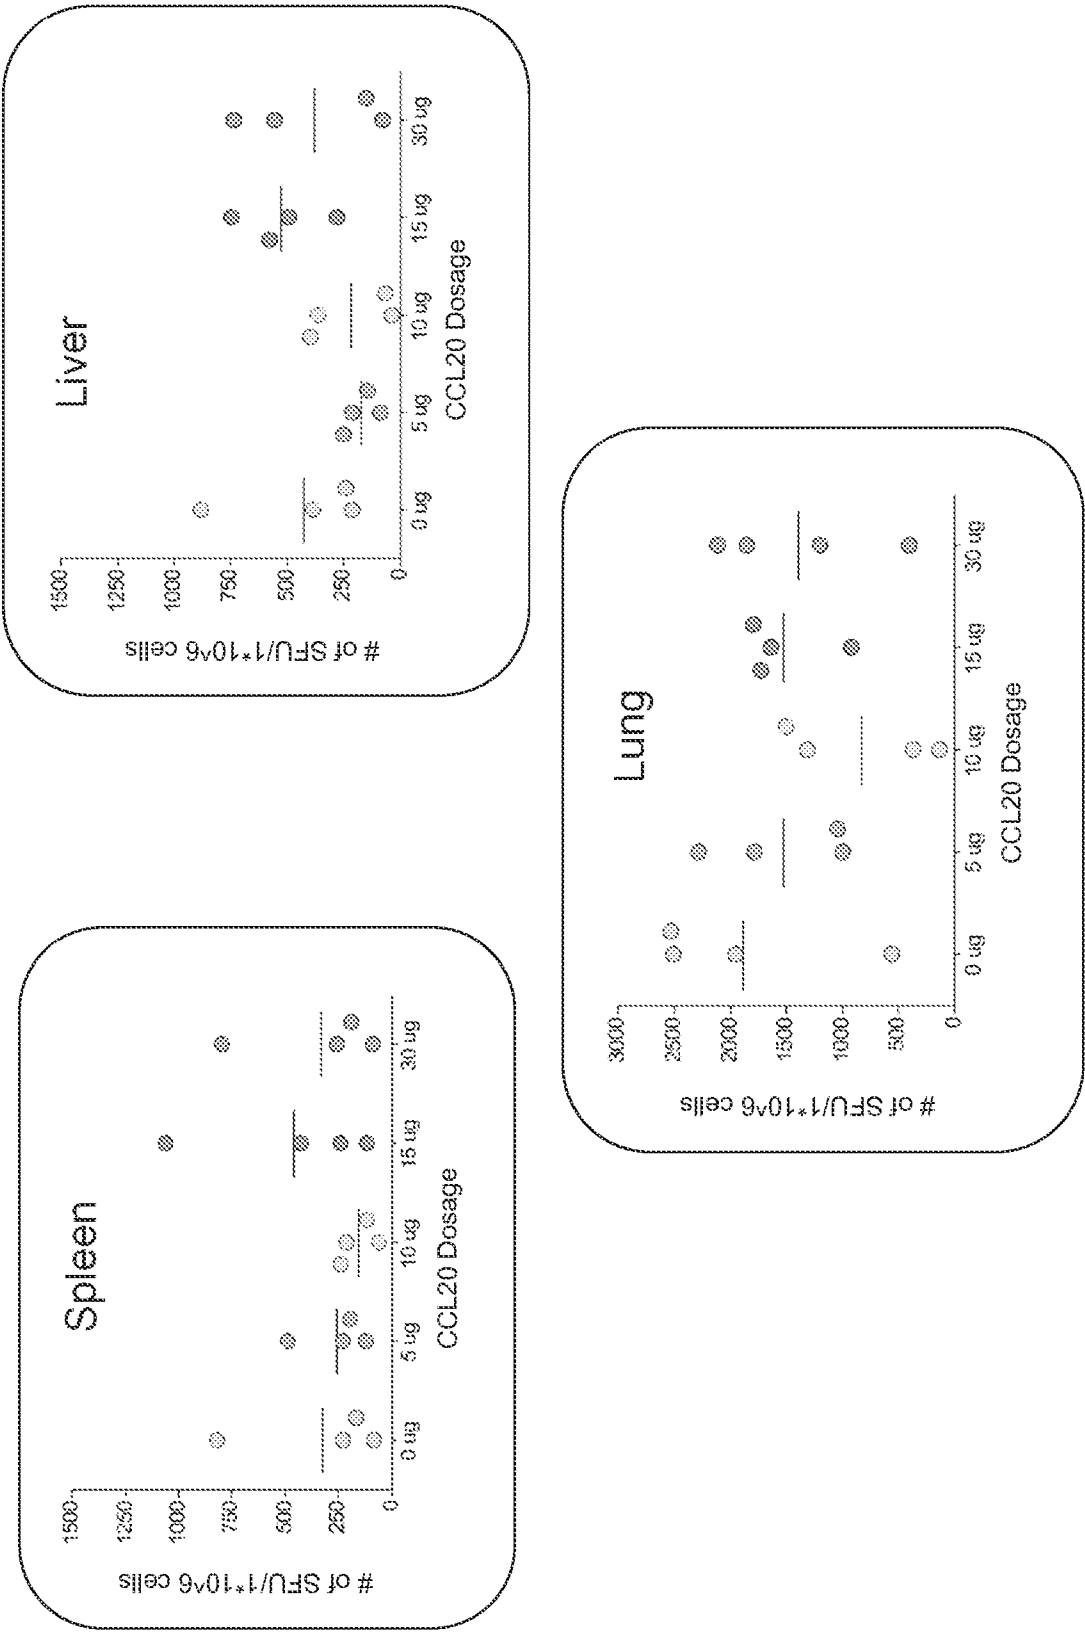 Spleen
# of SFU/1*10^6 cells
1500
1250
1000
750
500
250
0
0 ug
5 ug
10 ug
15 ug
30 ug
CCL20 Dosage
Liver
# of SFU/1*10^6 cells
1500
1250
1000
750
500
250
0
0 ug
5 ug
10 ug
15 ug
30 ug
CCL20 Dosage
Lung
# of SFU/1*10^6 cells
3000
2500
2000
1500
1000
500
0
0 ug
5 ug
10 ug
15 ug
30 ug
CCL20 Dosage